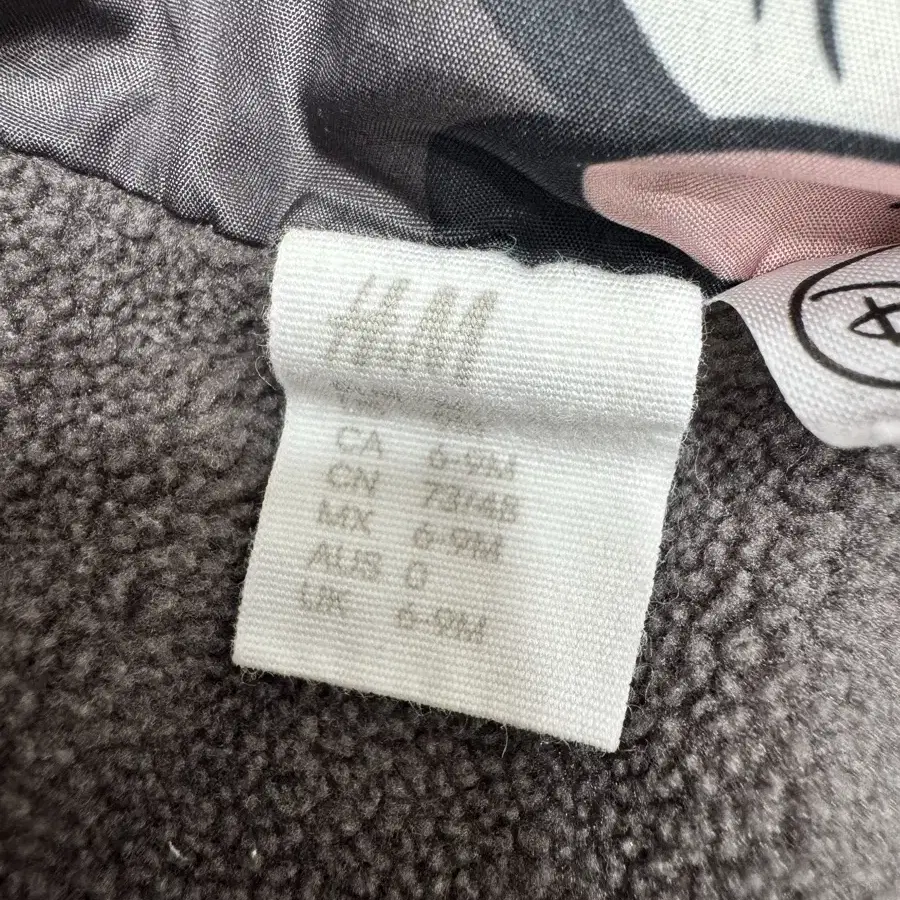 H&M
CA 6-9M
CN 73/48
MX 6-9M
AUS 0
UK 6-9M